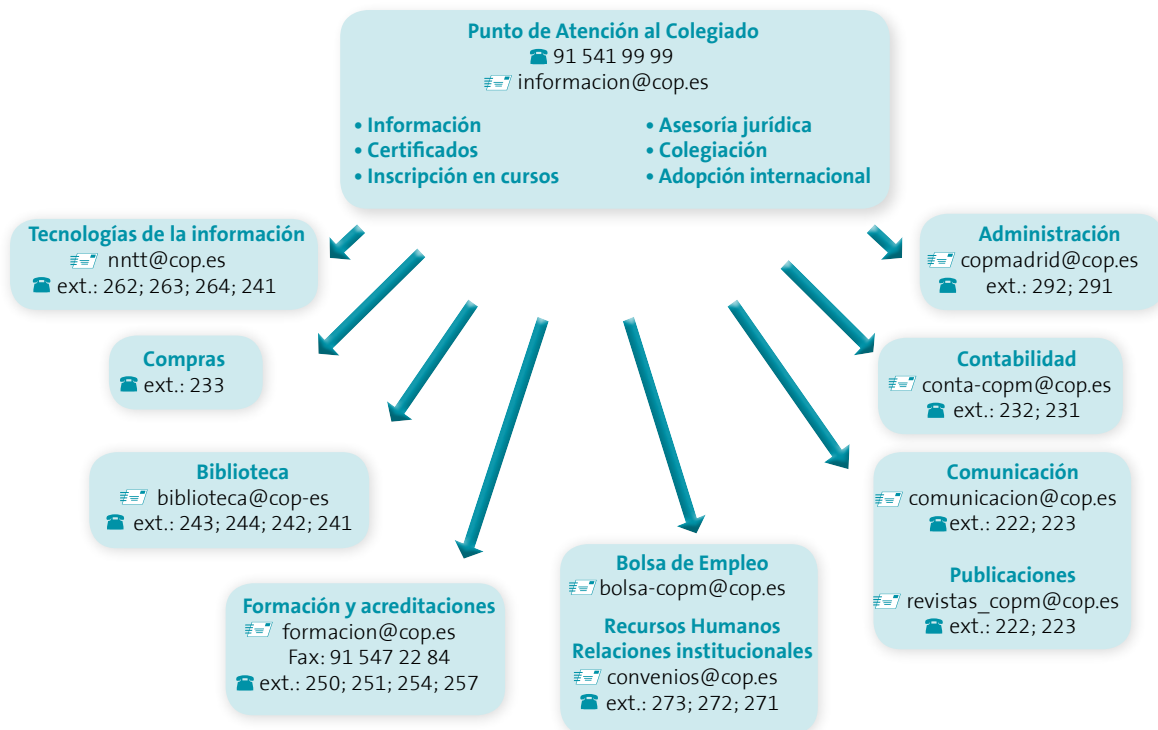 Punto de Atención al Colegiado
91 541 99 99
informacion@cop.es
• Información
• Certificados
• Inscripción en cursos
• Asesoría jurídica
• Colegiación
• Adopción internacional
Tecnologías de la información
nntt@cop.es
ext.: 262; 263; 264; 241
Administración
copmadrid@cop.es
ext.: 292; 291
Compras
ext.: 233
Contabilidad
conta-copm@cop.es
ext.: 232; 231
Biblioteca
biblioteca@cop-es
ext.: 243; 244; 242; 241
Comunicación
comunicacion@cop.es
ext.: 222; 223
Publicaciones
revistas_copm@cop.es
ext.: 222; 223
Formación y acreditaciones
formacion@cop.es
Fax: 91 547 22 84
ext.: 250; 251; 254; 257
Bolsa de Empleo
bolsa-copm@cop.es
Recursos Humanos
Relaciones institucionales
convenios@cop.es
ext.: 273; 272; 271